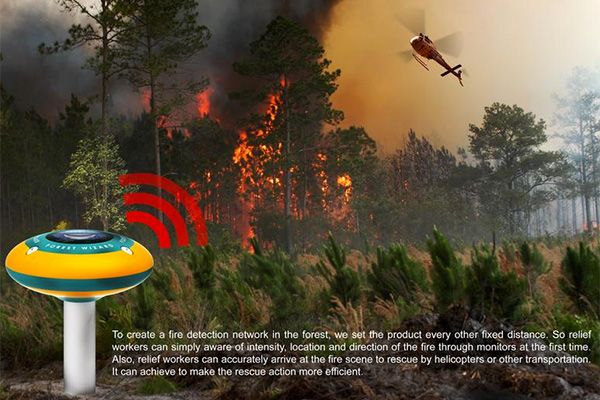 FOREST WIZARD
To create a fire detection network in the forest, we set the product every other fixed distance. So relief
workers can simply aware of intensity, location and direction of the fire through monitors at the first time.
Also, relief workers can accurately arrive at the fire scene to rescue by helicopters or other transportation.
It can achieve to make the rescue action more efficient.